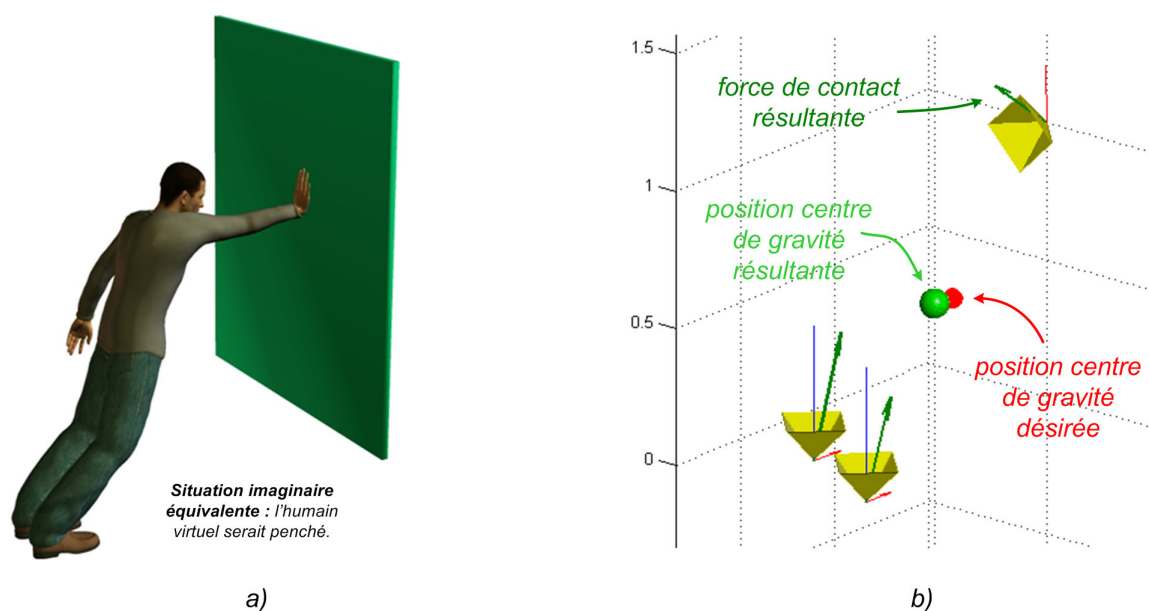 Situation imaginaire
équivalente : l'humain
virtuel serait penché.
a)
1.5
1
0.5
0
force de contact
résultante
position centre
de gravité
résultante
position centre
de gravité
désirée
b)